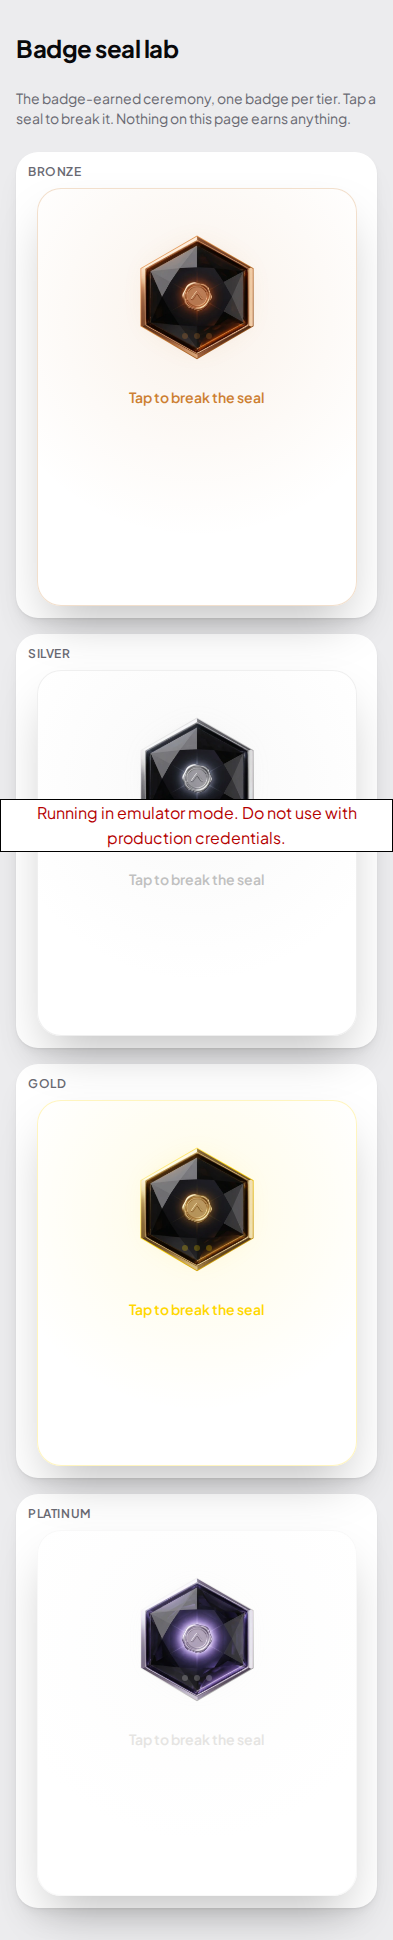 Badge seal lab
The badge-earned ceremony, one badge per tier. Tap a
seal to break it. Nothing on this page earns anything.
BRONZE
Tap to break the seal
SILVER
Running in emulator mode. Do not use with
production credentials.
Tap to break the seal
GOLD
Tap to break the seal
PLATINUM
Tap to break the seal